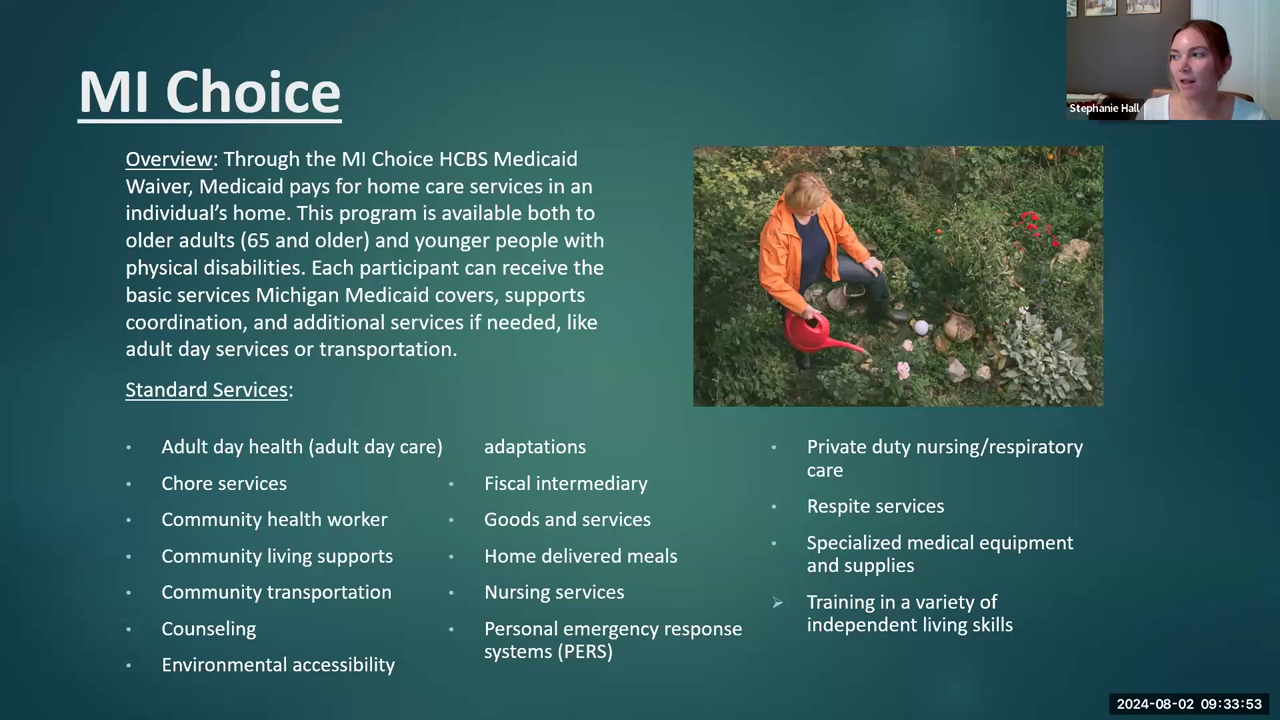 MI Choice
Stephanie Hall
Overview: Through the MI Choice HCBS Medicaid
Waiver, Medicaid pays for home care services in an
individual’s home. This program is available both to
older adults (65 and older) and younger people with
physical disabilities. Each participant can receive the
basic services Michigan Medicaid covers, supports
coordination, and additional services if needed, like
adult day services or transportation.
Standard Services:
• Adult day health (adult day care)
• Chore services
• Community health worker
• Community living supports
• Community transportation
• Counseling
• Environmental accessibility
adaptations
• Fiscal intermediary
• Goods and services
• Home delivered meals
• Nursing services
• Personal emergency response
systems (PERS)
• Private duty nursing/respiratory
care
• Respite services
• Specialized medical equipment
and supplies
➢ Training in a variety of
independent living skills
2024-08-02 09:33:53